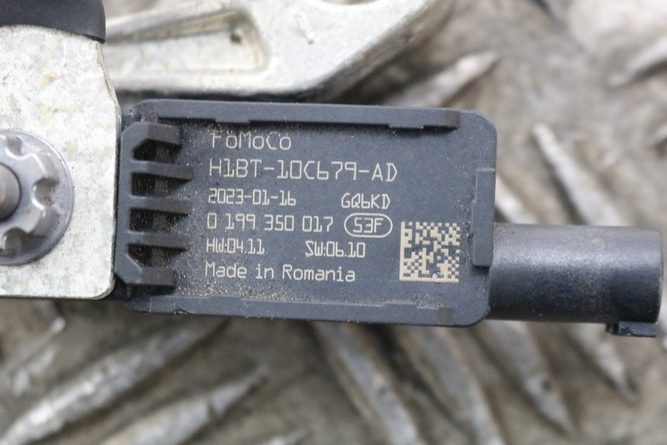 FoMoCo
H1BT-10C679-AD
2023-01-16 GQ6KD
0 199 350 017 53F
HW:04.11 SW:06.10
Made in Romania